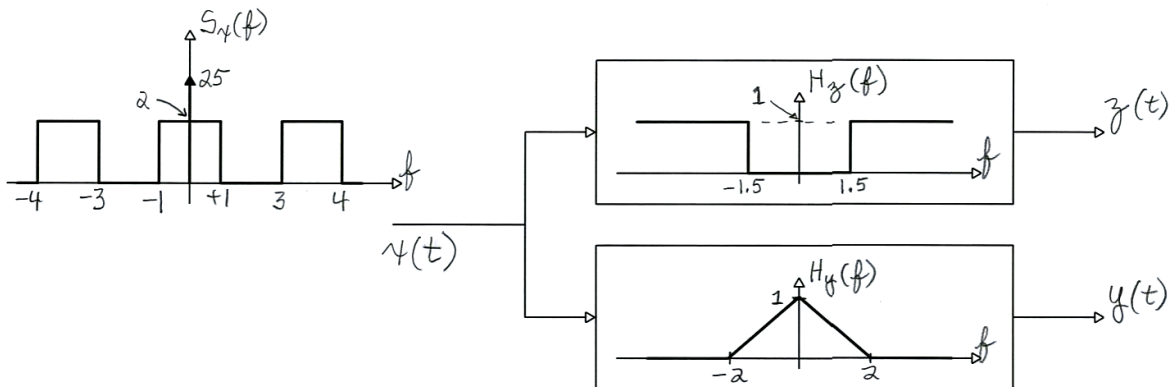 Sx(f)
25
2
-4 -3 -1 +1 3 4 f
x(t)
Hz(f)
1
-1.5 1.5 f
z(t)
Hy(f)
1
-2 2 f
y(t)